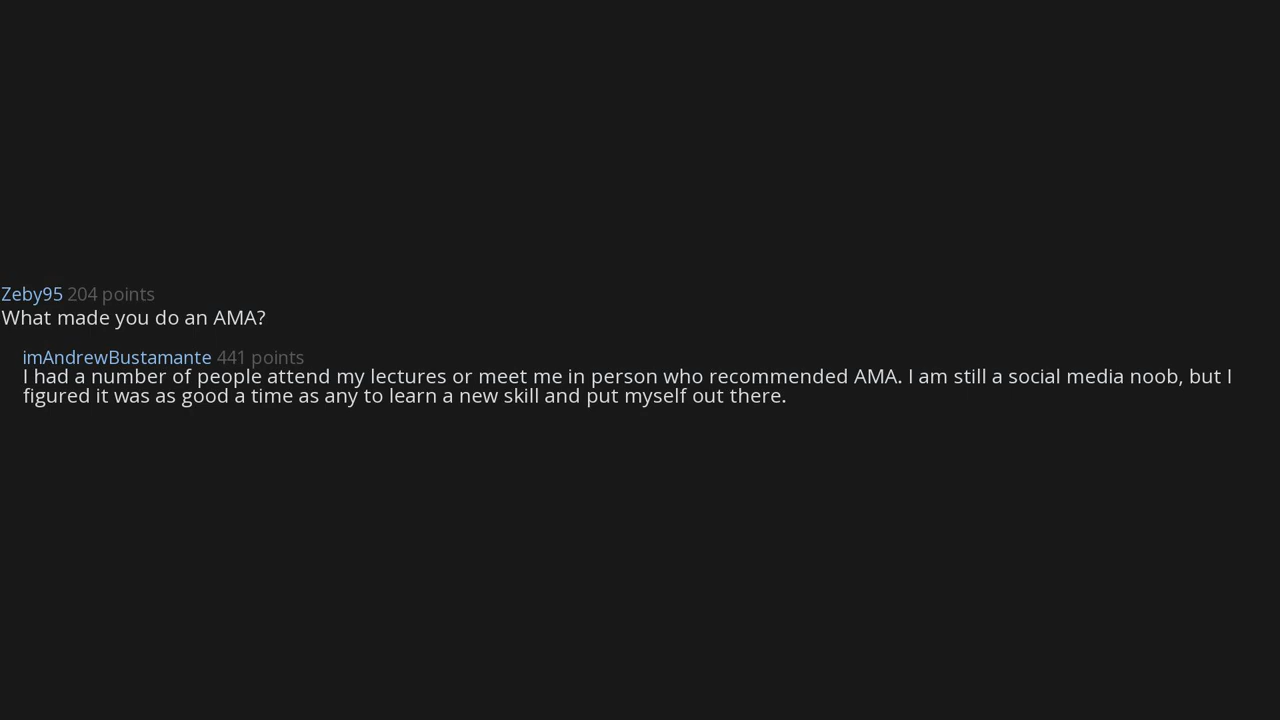 Zeby95 204 points
What made you do an AMA?
imAndrewBustamante 441 points
I had a number of people attend my lectures or meet me in person who recommended AMA. I am still a social media noob, but I
figured it was as good a time as any to learn a new skill and put myself out there.